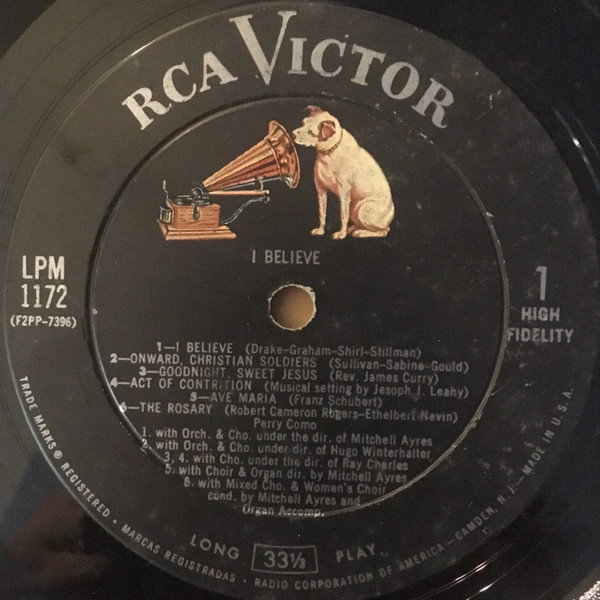 RCA VICTOR
I BELIEVE
LPM
1172
(F2PP-7396)
1
HIGH
FIDELITY
1—I BELIEVE (Drake-Graham-Shirl-Stillman)
2—ONWARD, CHRISTIAN SOLDIERS (Sullivan-Sabine Gould)
3—GOODNIGHT, SWEET JESUS (Rev. James Curry)
4—ACT OF CONTRITION (Musical setting by Jesoph J. Leahy)
5—AVE MARIA (Franz Schubert)
6—THE ROSARY (Robert Cameron Rogers-Ethelbert Navin)
Perry Como
1. with Orch. & Cho. under the dir. of Mitchell Ayres
2. with Orch. & Cho. under dir. of Hugo Winterhalter
3, 4. with Cho. under the dir. of Ray Charles
5. with Choir & Organ dir. by Mitchell Ayres
6. with Mixed Cho. & Women's Choir
cond. by Mitchell Ayres and
Organ Accomp.
LONG 33⅓ PLAY
TRADE MARKS ® REGISTERED • MARCAS REGISTRADAS • RADIO CORPORATION OF AMERICA—CAMDEN, N. J.—MADE IN U.S.A.